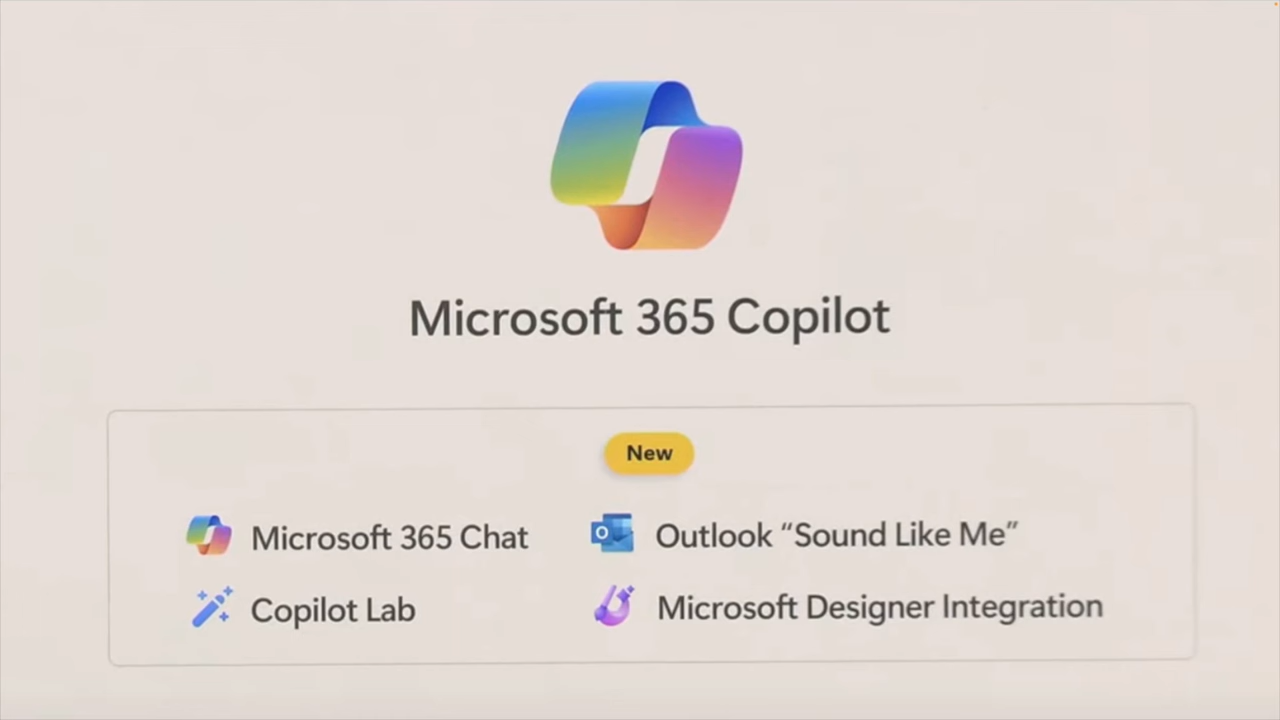 Microsoft 365 Copilot
New
Microsoft 365 Chat
Outlook “Sound Like Me”
Copilot Lab
Microsoft Designer Integration